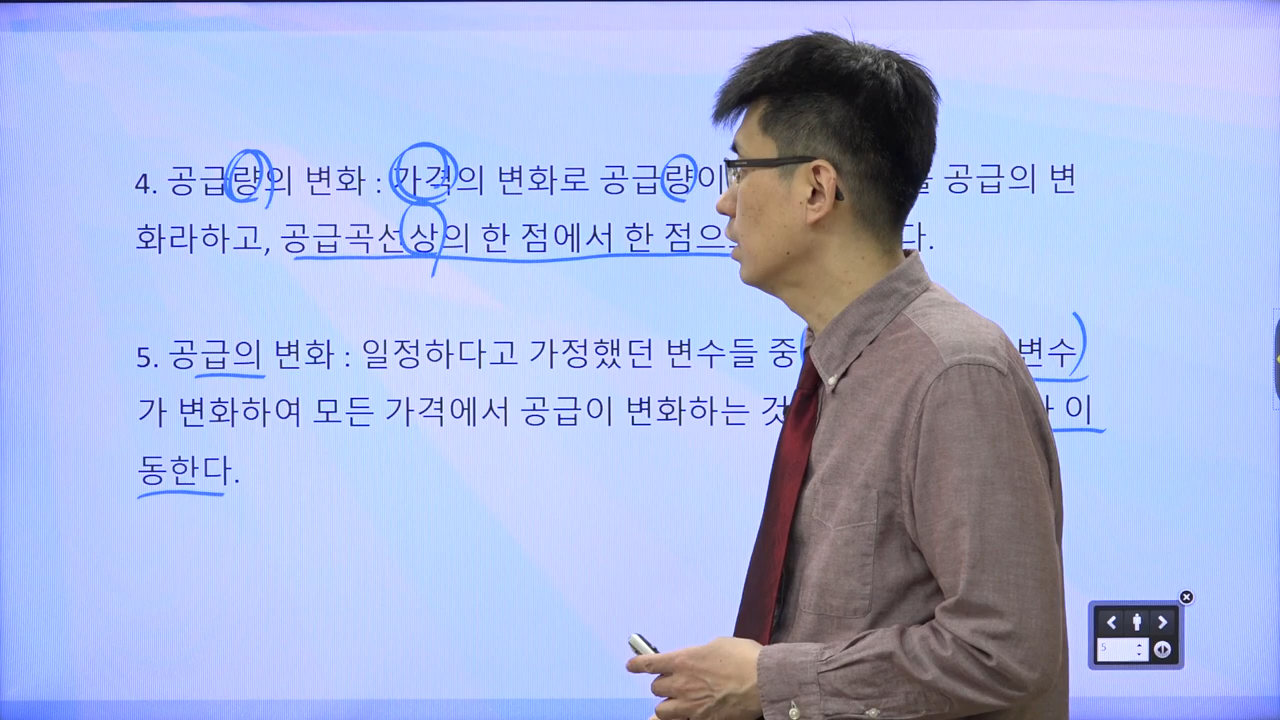 4. 공급량의 변화 : 가격의 변화로 공급량이 공급의 변
화라하고, 공급곡선상의 한 점에서 한 점으 다.
5. 공급의 변화 : 일정하다고 가정했던 변수들 중 변수
가 변화하여 모든 가격에서 공급이 변화하는 이
동한다.
5